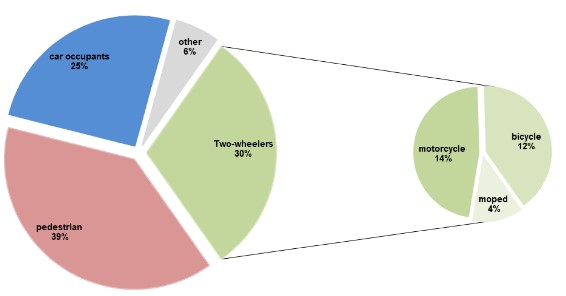 other
6%
car occupants
25%
Two-wheelers
30%
pedestrian
39%
motorcycle
14%
bicycle
12%
moped
4%